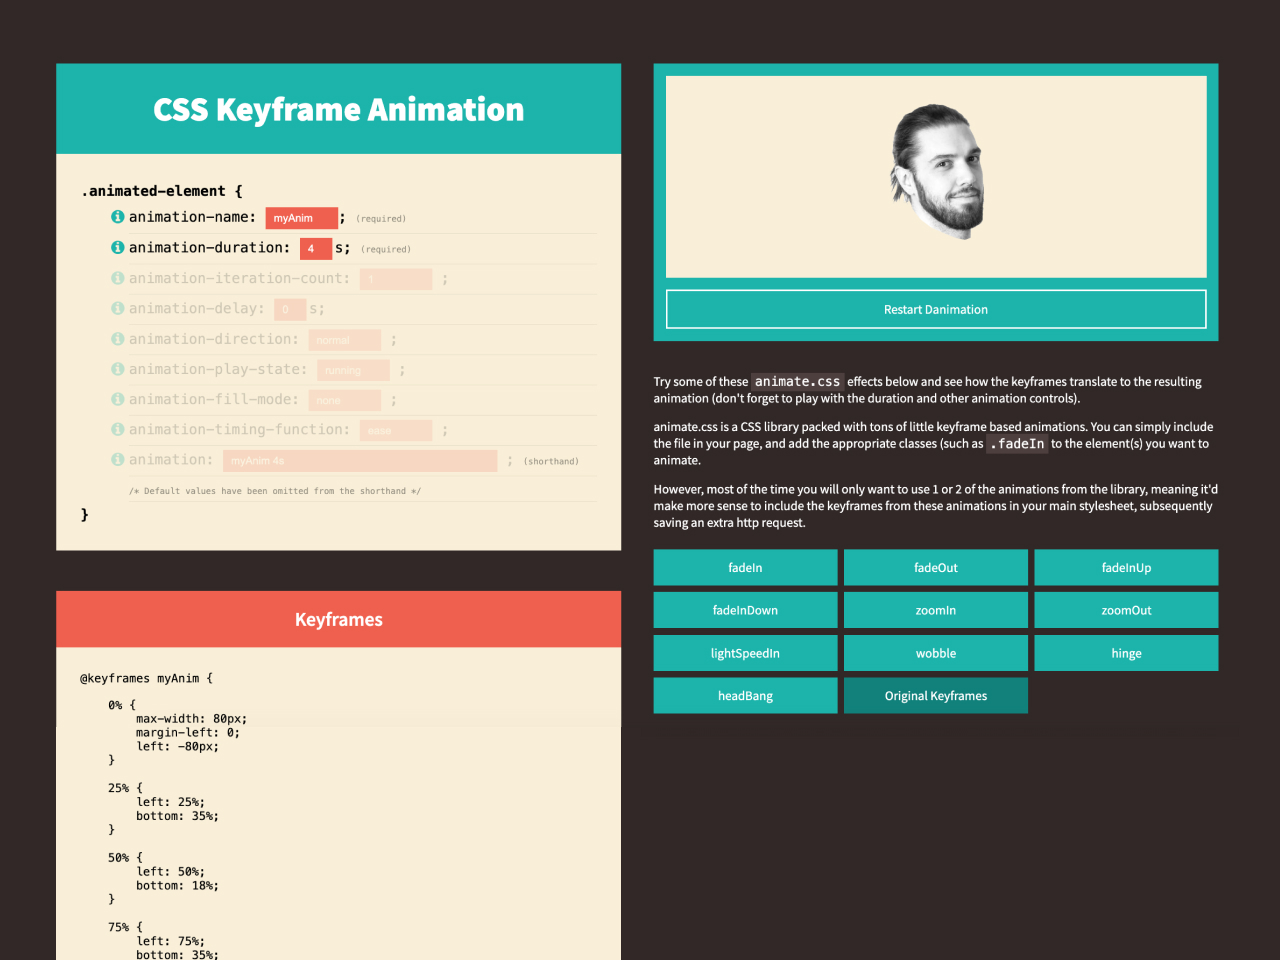 CSS Keyframe Animation
.animated-element {
animation-name: myAnim ; (required)
animation-duration: 4 s; (required)
animation-iteration-count: 1 ;
animation-delay: 0 s;
animation-direction: normal ;
animation-play-state: running ;
animation-fill-mode: none ;
animation-timing-function: ease ;
animation: myAnim 4s ; (shorthand)
/* Default values have been omitted from the shorthand */
}
Keyframes
@keyframes myAnim {
0% {
max-width: 80px;
margin-left: 0;
left: -80px;
}
25% {
left: 25%;
bottom: 35%;
}
50% {
left: 50%;
bottom: 18%;
}
75% {
left: 75%;
bottom: 35%;
Restart Danimation
Try some of these animate.css effects below and see how the keyframes translate to the resulting
animation (don't forget to play with the duration and other animation controls).
animate.css is a CSS library packed with tons of little keyframe based animations. You can simply include
the file in your page, and add the appropriate classes (such as .fadeIn to the element(s) you want to
animate.
However, most of the time you will only want to use 1 or 2 of the animations from the library, meaning it'd
make more sense to include the keyframes from these animations in your main stylesheet, subsequently
saving an extra http request.
fadeIn fadeOut fadeInUp
fadeInDown zoomIn zoomOut
lightSpeedIn wobble hinge
headBang Original Keyframes